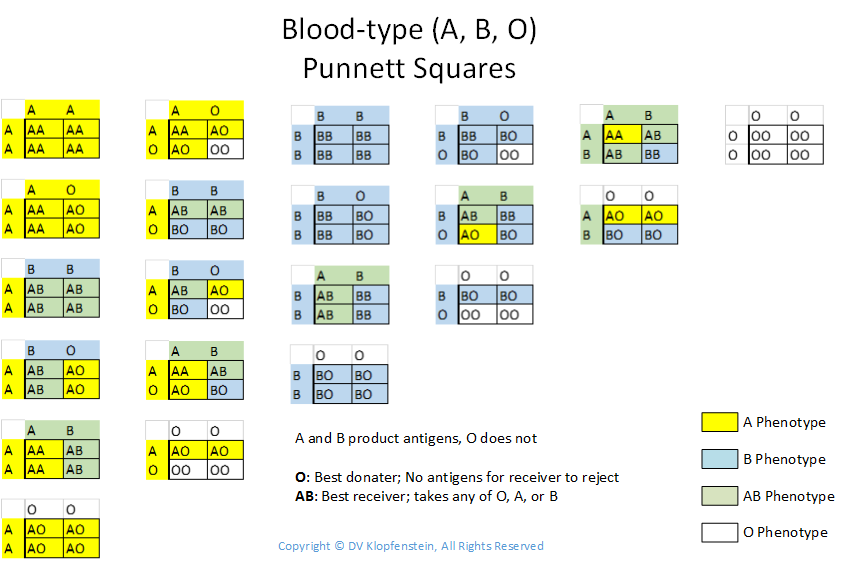 Blood-type (A, B, O)
Punnett Squares
A A
A AA AA
A AA AA
A O
A AA AO
O AO OO
B B
B BB BB
B BB BB
B O
B BB BO
O BO OO
A B
A AA AB
B AB BB
O O
O OO OO
O OO OO
A O
A AA AO
A AA AO
B B
A AB AB
O BO BO
B O
B BB BO
B BB BO
A B
B AB BB
O AO BO
O O
A AO AO
B BO BO
B B
A AB AB
A AB AB
B O
A AB AO
O BO OO
A B
B AB BB
B AB BB
O O
B BO BO
O OO OO
B O
A AB AO
A AB AO
A B
A AA AB
O AO BO
O O
B BO BO
B BO BO
A B
A AA AB
A AA AB
O O
A AO AO
O OO OO
O O
A AO AO
A AO AO
A and B product antigens, O does not
O: Best donater; No antigens for receiver to reject
AB: Best receiver; takes any of O, A, or B
A Phenotype
B Phenotype
AB Phenotype
O Phenotype
Copyright © DV Klopfenstein, All Rights Reserved